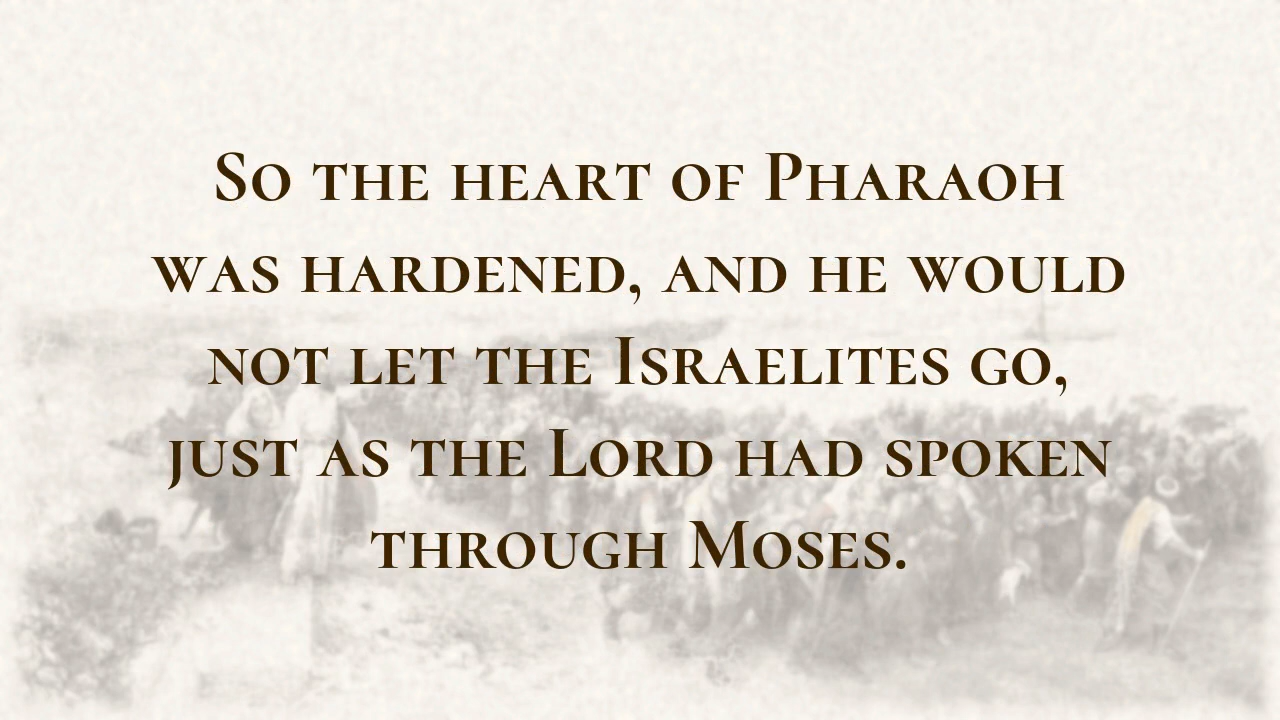 So the heart of Pharaoh
was hardened, and he would
not let the Israelites go,
just as the Lord had spoken
through Moses.